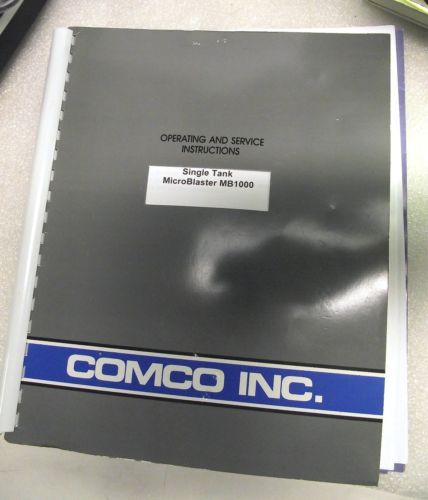 OPERATING AND SERVICE
INSTRUCTIONS
Single Tank
MicroBlaster MB1000
COMCO INC.